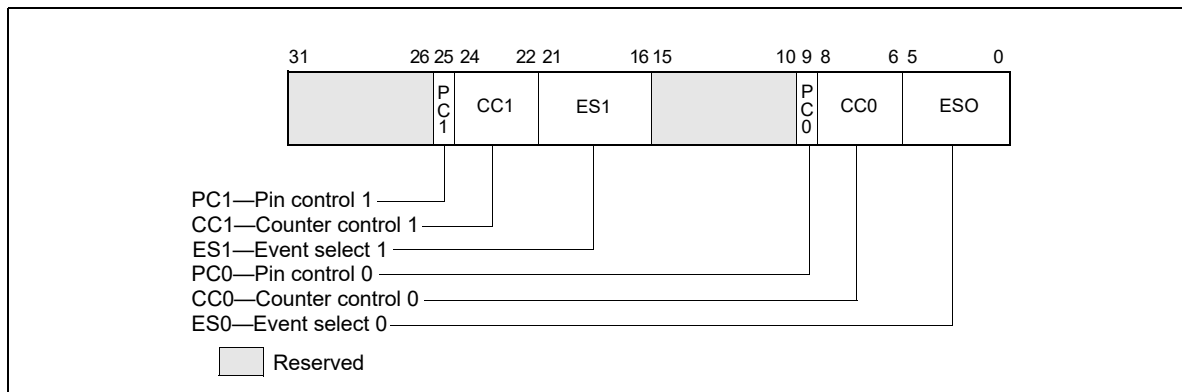 31 26 25 24 22 21 16 15 10 9 8 6 5 0
PC1 CC1 ES1 PC0 CC0 ESO
PC1—Pin control 1
CC1—Counter control 1
ES1—Event select 1
PC0—Pin control 0
CC0—Counter control 0
ES0—Event select 0
Reserved